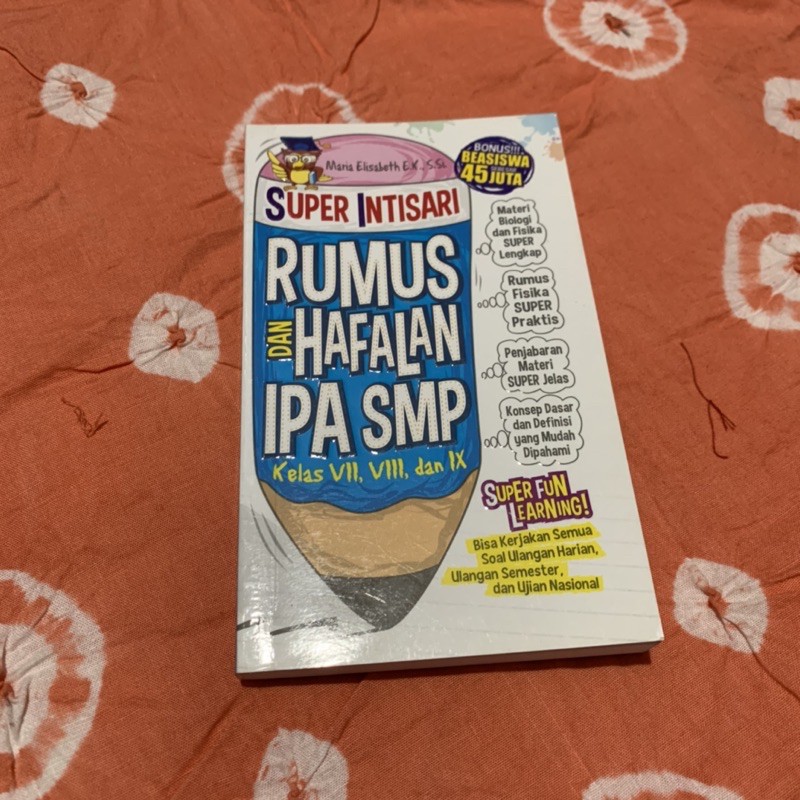 Maria Elisabeth E.K., S.Si.
SUPER INTISARI
RUMUS
DAN
HAFALAN
IPA SMP
Kelas VII, VIII, dan IX
BONUS!!!
BEASISWA
SEBESAR
45 JUTA
Materi
Biologi
dan Fisika
SUPER
Lengkap
Rumus
Fisika
SUPER
Praktis
Penjabaran
Materi
SUPER Jelas
Konsep Dasar
dan Definisi
yang Mudah
Dipahami
SUPER FUN
LEARNING!
Bisa Kerjakan Semua
Soal Ulangan Harian,
Ulangan Semester,
dan Ujian Nasional